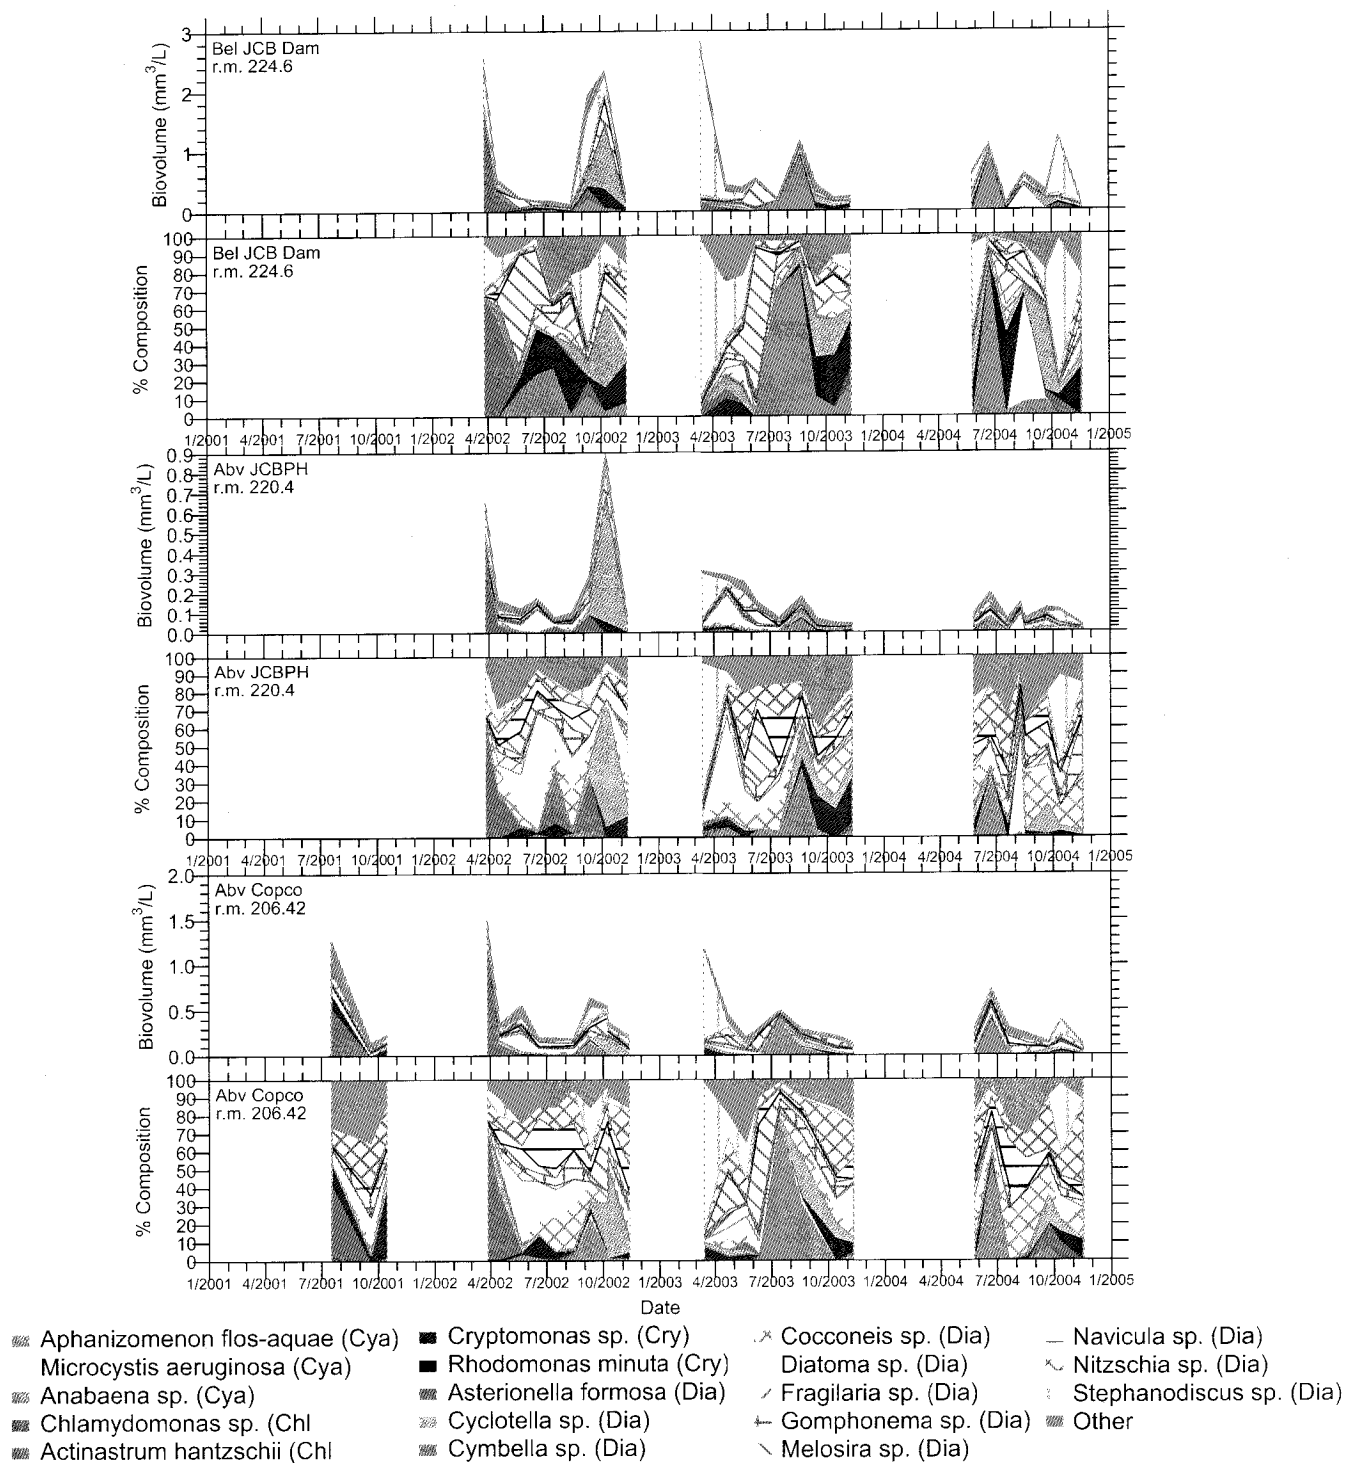 Bel JCB Dam
r.m. 224.6
Biovolume (mm³/L)
3
2
1
0
Bel JCB Dam
r.m. 224.6
% Composition
100
90
80
70
60
50
40
30
20
10
0
1/2001 4/2001 7/2001 10/2001 1/2002 4/2002 7/2002 10/2002 1/2003 4/2003 7/2003 10/2003 1/2004 4/2004 7/2004 10/2004 1/2005
Abv JCBPH
r.m. 220.4
Biovolume (mm³/L)
0.9
0.8
0.7
0.6
0.5
0.4
0.3
0.2
0.1
0.0
Abv JCBPH
r.m. 220.4
% Composition
100
90
80
70
60
50
40
30
20
10
0
1/2001 4/2001 7/2001 10/2001 1/2002 4/2002 7/2002 10/2002 1/2003 4/2003 7/2003 10/2003 1/2004 4/2004 7/2004 10/2004 1/2005
Abv Copco
r.m. 206.42
Biovolume (mm³/L)
2.0
1.5
1.0
0.5
0.0
Abv Copco
r.m. 206.42
% Composition
100
90
80
70
60
50
40
30
20
10
0
1/2001 4/2001 7/2001 10/2001 1/2002 4/2002 7/2002 10/2002 1/2003 4/2003 7/2003 10/2003 1/2004 4/2004 7/2004 10/2004 1/2005
Date
Aphanizomenon flos-aquae (Cya)
Microcystis aeruginosa (Cya)
Anabaena sp. (Cya)
Chlamydomonas sp. (Chl
Actinastrum hantzschii (Chl
Cryptomonas sp. (Cry)
Rhodomonas minuta (Cry)
Asterionella formosa (Dia)
Cyclotella sp. (Dia)
Cymbella sp. (Dia)
Cocconeis sp. (Dia)
Diatoma sp. (Dia)
Fragilaria sp. (Dia)
Gomphonema sp. (Dia)
Melosira sp. (Dia)
Navicula sp. (Dia)
Nitzschia sp. (Dia)
Stephanodiscus sp. (Dia)
Other